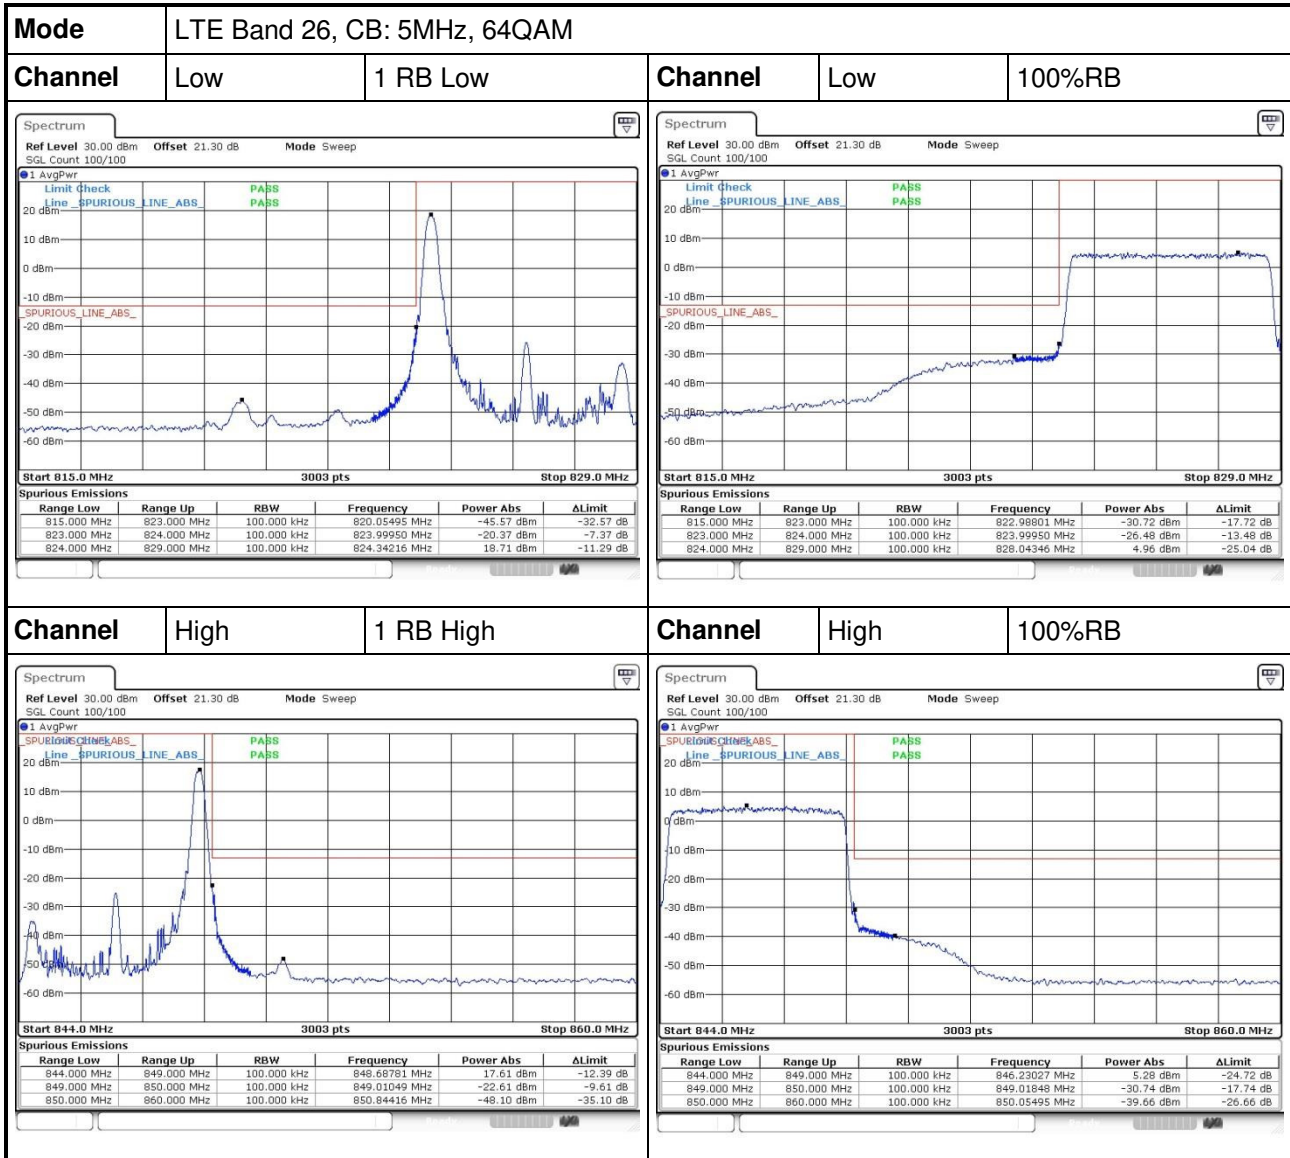 Mode LTE Band 26, CB: 5MHz, 64QAM
Channel Low 1 RB Low Channel Low 100%RB
Spectrum
Ref Level 30.00 dBm Offset 21.30 dB Mode Sweep
SGL Count 100/100
1 AvgPwr
Limit Check PASS
Line _SPURIOUS_LINE_ABS_ PASS
20 dBm
10 dBm
0 dBm
-10 dBm
_SPURIOUS_LINE_ABS_
-20 dBm
-30 dBm
-40 dBm
-50 dBm
-60 dBm
Start 815.0 MHz 3003 pts Stop 829.0 MHz
Spurious Emissions
Range Low Range Up RBW Frequency Power Abs ΔLimit
815.000 MHz 823.000 MHz 100.000 kHz 820.05495 MHz -45.57 dBm -32.57 dB
823.000 MHz 824.000 MHz 100.000 kHz 823.99950 MHz -20.37 dBm -7.37 dB
824.000 MHz 829.000 MHz 100.000 kHz 824.34216 MHz 18.71 dBm -11.29 dB
Spectrum
Ref Level 30.00 dBm Offset 21.30 dB Mode Sweep
SGL Count 100/100
1 AvgPwr
Limit Check PASS
Line _SPURIOUS_LINE_ABS_ PASS
20 dBm
10 dBm
0 dBm
-10 dBm
_SPURIOUS_LINE_ABS_
-20 dBm
-30 dBm
-40 dBm
-50 dBm
-60 dBm
Start 815.0 MHz 3003 pts Stop 829.0 MHz
Spurious Emissions
Range Low Range Up RBW Frequency Power Abs ΔLimit
815.000 MHz 823.000 MHz 100.000 kHz 822.98801 MHz -30.72 dBm -17.72 dB
823.000 MHz 824.000 MHz 100.000 kHz 823.99950 MHz -26.48 dBm -13.48 dB
824.000 MHz 829.000 MHz 100.000 kHz 828.04346 MHz 4.96 dBm -25.04 dB
Channel High 1 RB High Channel High 100%RB
Spectrum
Ref Level 30.00 dBm Offset 21.30 dB Mode Sweep
SGL Count 100/100
1 AvgPwr
_SPURIOUS_LINE_ABS_
Limit Check PASS
Line _SPURIOUS_LINE_ABS_ PASS
20 dBm
10 dBm
0 dBm
-10 dBm
-20 dBm
-30 dBm
-40 dBm
-50 dBm
-60 dBm
Start 844.0 MHz 3003 pts Stop 860.0 MHz
Spurious Emissions
Range Low Range Up RBW Frequency Power Abs ΔLimit
844.000 MHz 849.000 MHz 100.000 kHz 848.68781 MHz 17.61 dBm -12.39 dB
849.000 MHz 850.000 MHz 100.000 kHz 849.01049 MHz -22.61 dBm -9.61 dB
850.000 MHz 860.000 MHz 100.000 kHz 850.84416 MHz -48.10 dBm -35.10 dB
Spectrum
Ref Level 30.00 dBm Offset 21.30 dB Mode Sweep
SGL Count 100/100
1 AvgPwr
_SPURIOUS_LINE_ABS_
Limit Check PASS
Line _SPURIOUS_LINE_ABS_ PASS
20 dBm
10 dBm
0 dBm
-10 dBm
-20 dBm
-30 dBm
-40 dBm
-50 dBm
-60 dBm
Start 844.0 MHz 3003 pts Stop 860.0 MHz
Spurious Emissions
Range Low Range Up RBW Frequency Power Abs ΔLimit
844.000 MHz 849.000 MHz 100.000 kHz 846.23027 MHz 5.28 dBm -24.72 dB
849.000 MHz 850.000 MHz 100.000 kHz 849.01848 MHz -30.74 dBm -17.74 dB
850.000 MHz 860.000 MHz 100.000 kHz 850.05495 MHz -39.66 dBm -26.66 dB